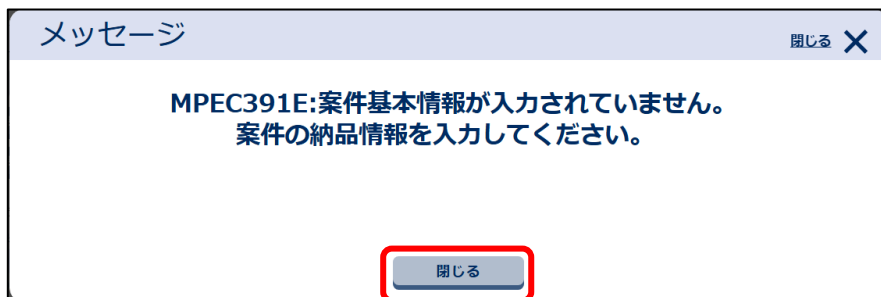 メッセージ
閉じる
MPEC391E:案件基本情報が入力されていません。
案件の納品情報を入力してください。
閉じる